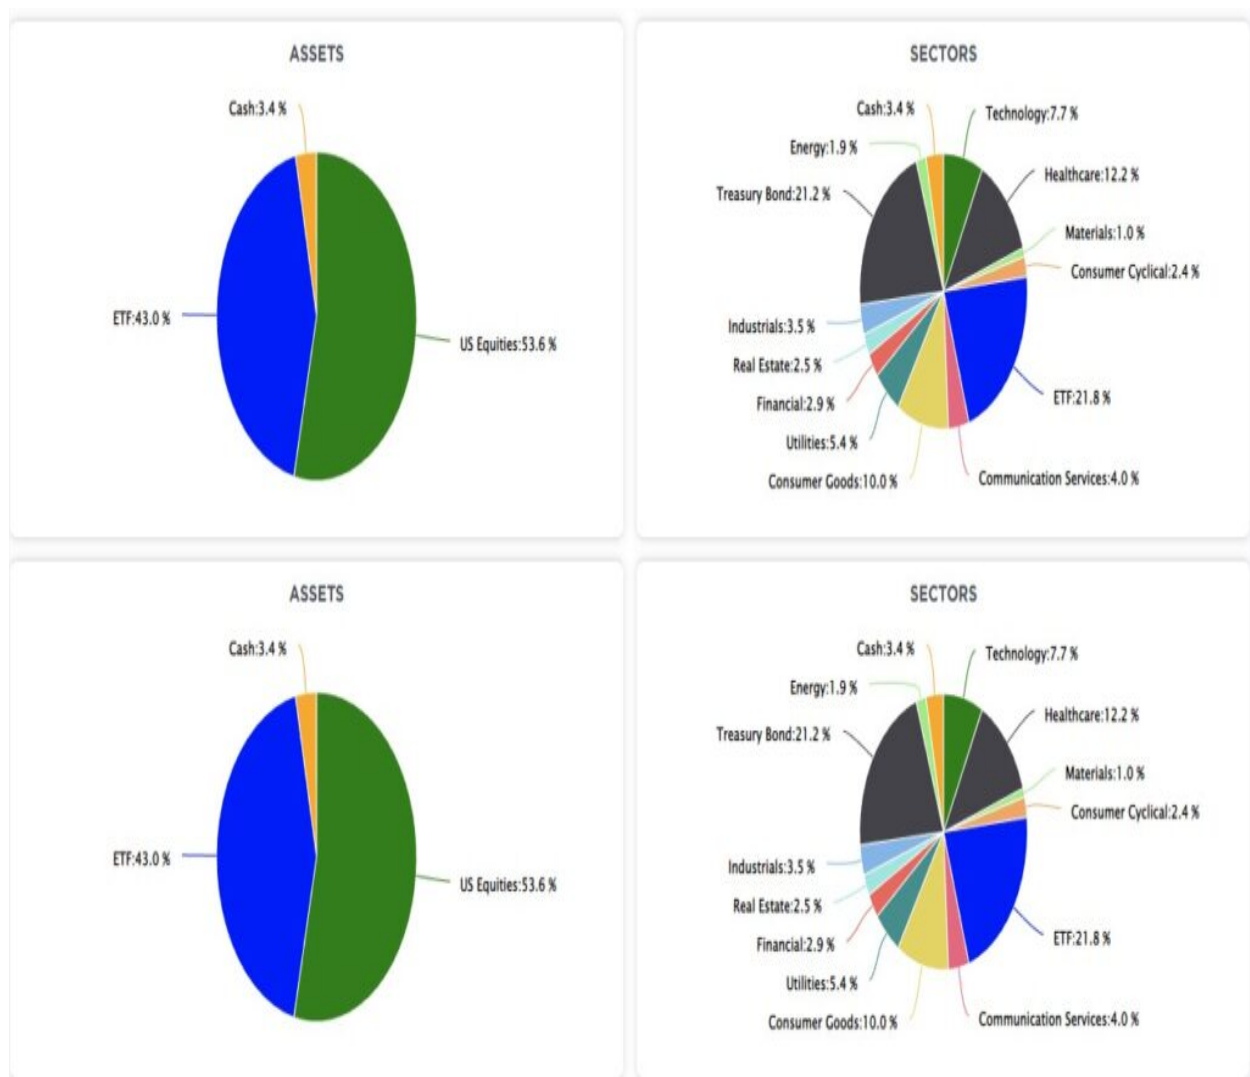 ASSETS
Cash:3.4 %
ETF:43.0 %
US Equities:53.6 %
SECTORS
Cash:3.4 %
Technology:7.7 %
Energy:1.9 %
Healthcare:12.2 %
Treasury Bond:21.2 %
Materials:1.0 %
Consumer Cyclical:2.4 %
Industrials:3.5 %
Real Estate:2.5 %
ETF:21.8 %
Financial:2.9 %
Utilities:5.4 %
Communication Services:4.0 %
Consumer Goods:10.0 %
ASSETS
Cash:3.4 %
ETF:43.0 %
US Equities:53.6 %
SECTORS
Cash:3.4 %
Technology:7.7 %
Energy:1.9 %
Healthcare:12.2 %
Treasury Bond:21.2 %
Materials:1.0 %
Consumer Cyclical:2.4 %
Industrials:3.5 %
Real Estate:2.5 %
ETF:21.8 %
Financial:2.9 %
Utilities:5.4 %
Communication Services:4.0 %
Consumer Goods:10.0 %